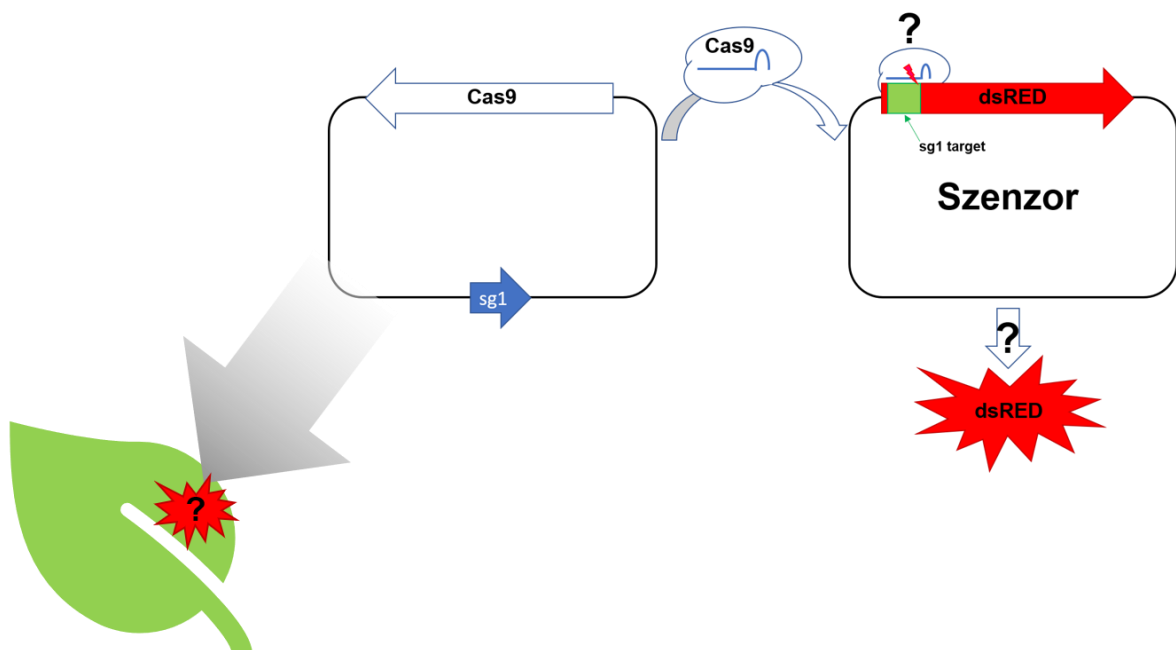 ?
Cas9
Cas9
dsRED
sg1 target
Szenzor
sg1
?
dsRED
?